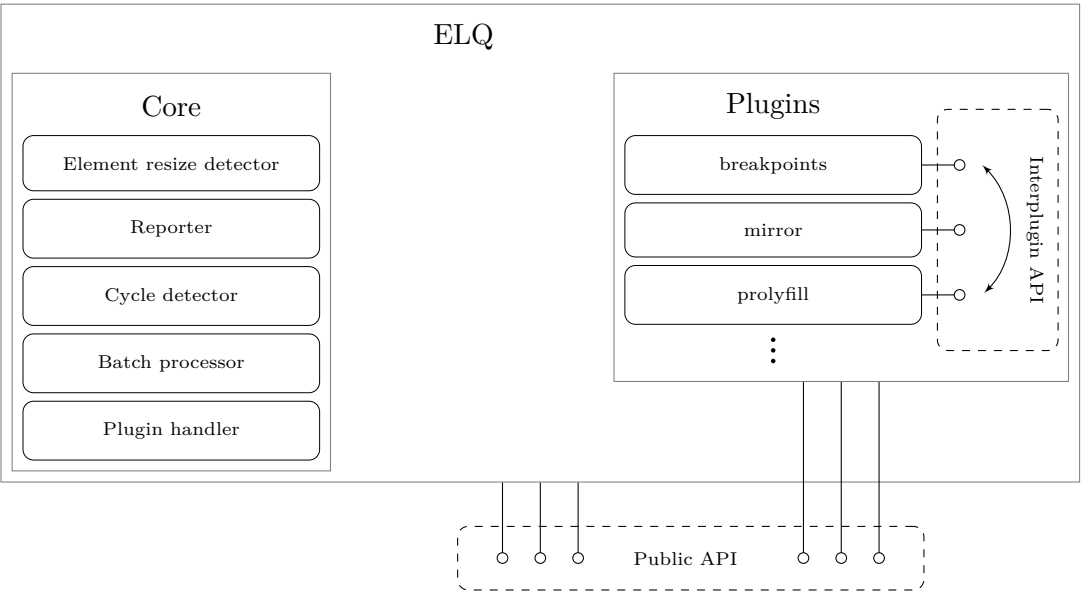 ELQ
Core
Element resize detector
Reporter
Cycle detector
Batch processor
Plugin handler
Plugins
breakpoints
mirror
prolyfill
Interplugin API
Public API